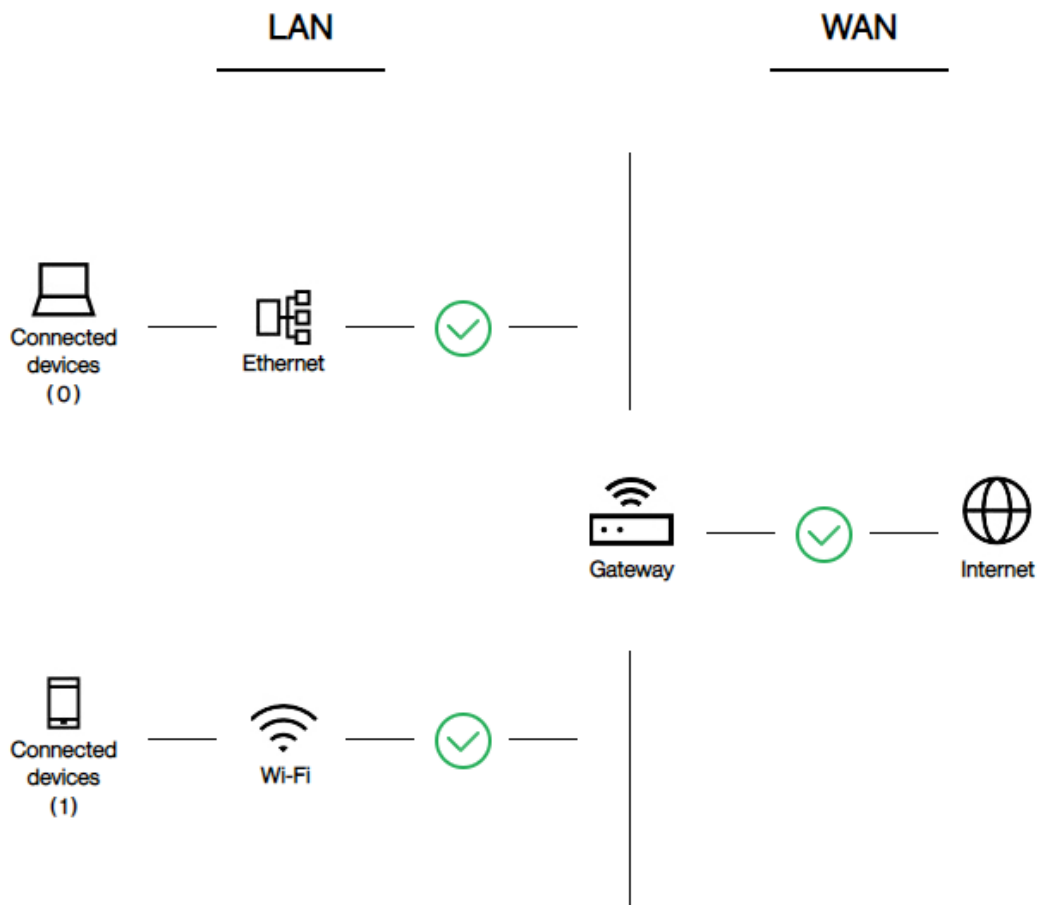 LAN
WAN
Connected
devices
(0)
Ethernet
Gateway
Internet
Connected
devices
(1)
Wi-Fi